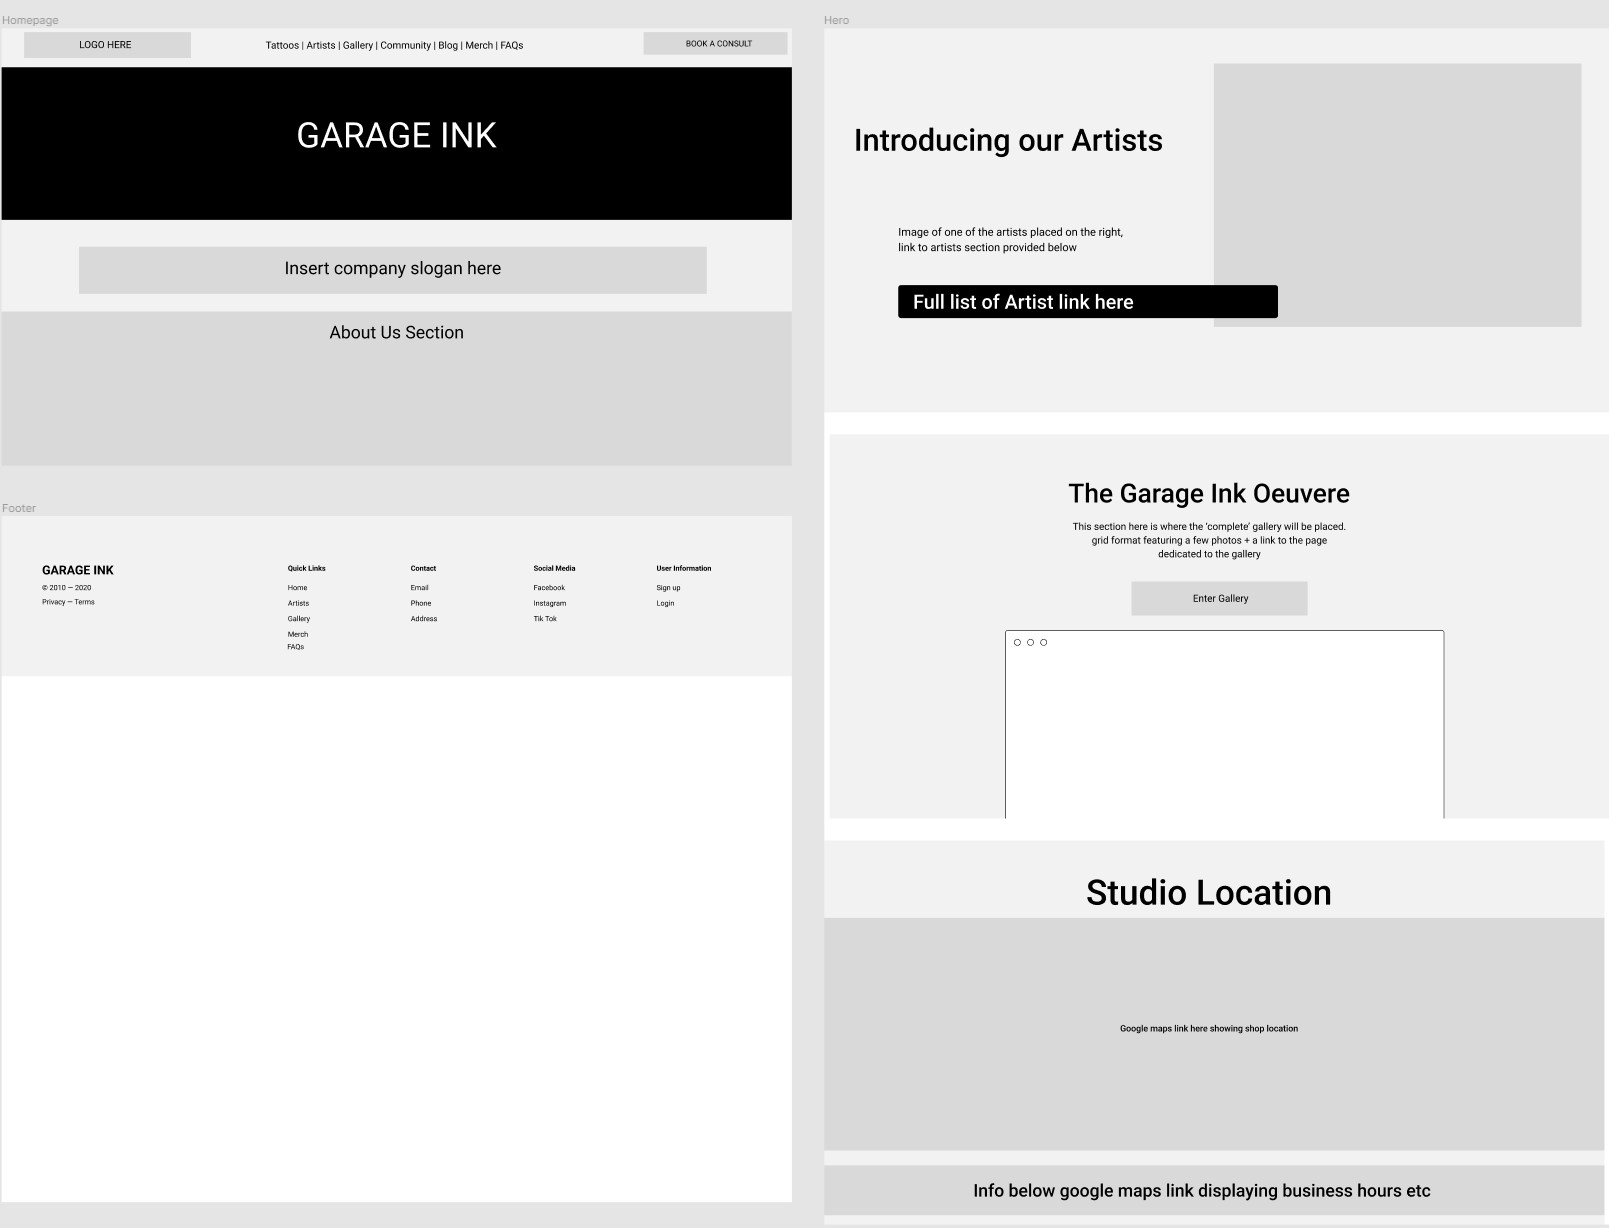 Homepage
LOGO HERE
Tattoos | Artists | Gallery | Community | Blog | Merch | FAQs
BOOK A CONSULT
GARAGE INK
Insert company slogan here
About Us Section
Footer
GARAGE INK
© 2010 — 2020
Privacy — Terms
Quick Links
Home
Artists
Gallery
Merch
FAQs
Contact
Email
Phone
Address
Social Media
Facebook
Instagram
Tik Tok
User Information
Sign up
Login
Hero
Introducing our Artists
Image of one of the artists placed on the right,
link to artists section provided below
Full list of Artist link here
The Garage Ink Oeuvere
This section here is where the ‘complete’ gallery will be placed.
grid format featuring a few photos + a link to the page
dedicated to the gallery
Enter Gallery
Studio Location
Google maps link here showing shop location
Info below google maps link displaying business hours etc